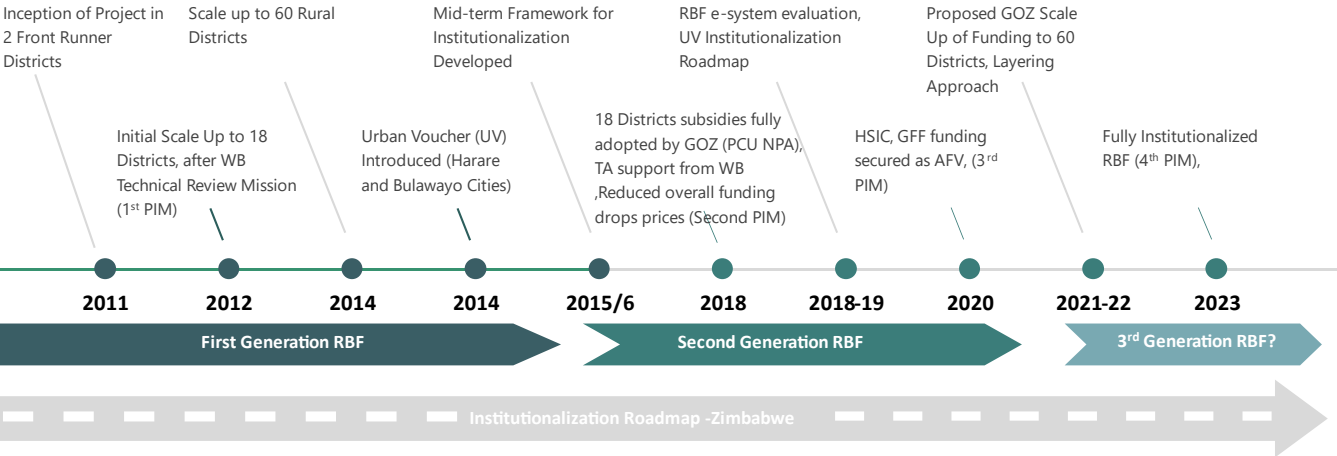 Inception of Project in
2 Front Runner
Districts
Scale up to 60 Rural
Districts
Mid-term Framework for
Institutionalization
Developed
RBF e-system evaluation,
UV Institutionalization
Roadmap
Proposed GOZ Scale
Up of Funding to 60
Districts, Layering
Approach
Initial Scale Up to 18
Districts, after WB
Technical Review Mission
(1st PIM)
Urban Voucher (UV)
Introduced (Harare
and Bulawayo Cities)
18 Districts subsidies fully
adopted by GOZ (PCU NPA),
TA support from WB
,Reduced overall funding
drops prices (Second PIM)
HSIC, GFF funding
secured as AFV, (3rd
PIM)
Fully Institutionalized
RBF (4th PIM),
2011
2012
2014
2014
2015/6
2018
2018-19
2020
2021-22
2023
First Generation RBF
Second Generation RBF
3rd Generation RBF?
Institutionalization Roadmap -Zimbabwe